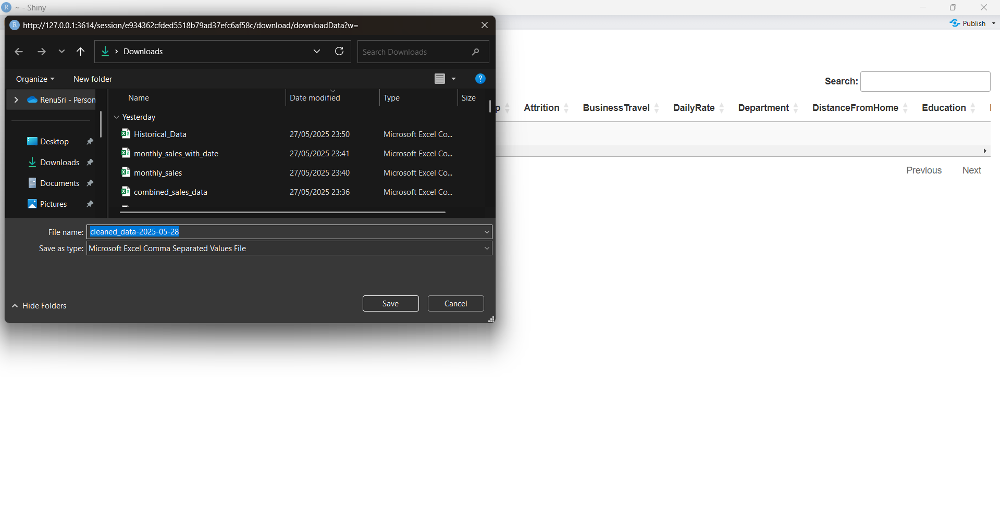 ~ - Shiny
http://127.0.0.1:3614/session/e934362cfded5518b79ad37efc6af58c/download/downloadData?w=
Publish
Downloads
Search Downloads
Organize
New folder
Search:
RenuSri - Person
Name Date modified Type Size
p Attrition BusinessTravel DailyRate Department DistanceFromHome Education
Yesterday
Historical_Data 27/05/2025 23:50 Microsoft Excel Co...
Desktop
monthly_sales_with_date 27/05/2025 23:41 Microsoft Excel Co...
Downloads
monthly_sales 27/05/2025 23:40 Microsoft Excel Co...
Previous Next
Documents
combined_sales_data 27/05/2025 23:36 Microsoft Excel Co...
Pictures
File name: cleaned_data-2025-05-28
Save as type: Microsoft Excel Comma Separated Values File
Hide Folders
Save
Cancel